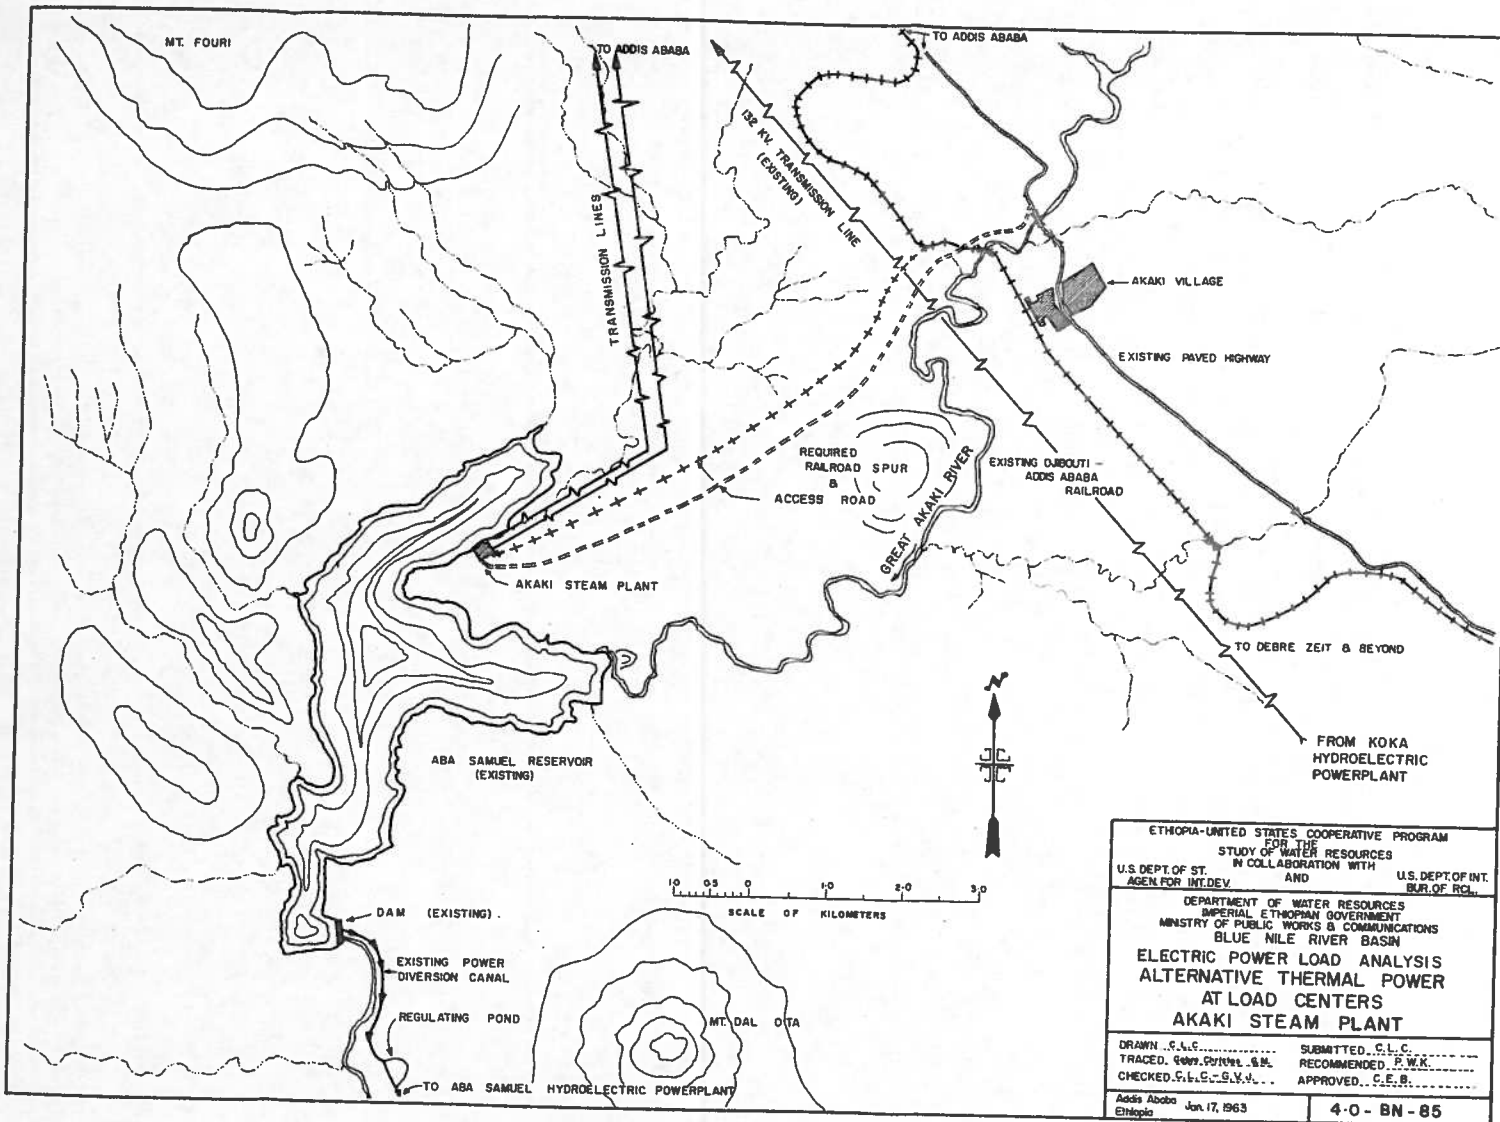 MT. FOURI
TO ADDIS ABABA
TO ADDIS ABABA
132 KV. TRANSMISSION LINE
(EXISTING)
TRANSMISSION LINES
AKAKI VILLAGE
EXISTING PAVED HIGHWAY
REQUIRED
RAILROAD SPUR
&
ACCESS ROAD
GREAT AKAKI RIVER
EXISTING DJIBOUTI -
ADDIS ABABA
RAILROAD
AKAKI STEAM PLANT
TO DEBRE ZEIT & BEYOND
N
FROM KOKA
HYDROELECTRIC
POWERPLANT
ABA SAMUEL RESERVOIR
(EXISTING)
1.0 0.5 0 1.0 2.0 3.0
SCALE OF KILOMETERS
DAM (EXISTING)
EXISTING POWER
DIVERSION CANAL
REGULATING POND
MT. DAL OITA
TO ABA SAMUEL HYDROELECTRIC POWERPLANT
ETHIOPIA-UNITED STATES COOPERATIVE PROGRAM
FOR THE
STUDY OF WATER RESOURCES
IN COLLABORATION WITH
U.S. DEPT. OF ST. AND U.S. DEPT. OF INT.
AGEN. FOR INT. DEV. BUR. OF RCL.
DEPARTMENT OF WATER RESOURCES
IMPERIAL ETHIOPIAN GOVERNMENT
MINISTRY OF PUBLIC WORKS & COMMUNICATIONS
BLUE NILE RIVER BASIN
ELECTRIC POWER LOAD ANALYSIS
ALTERNATIVE THERMAL POWER
AT LOAD CENTERS
AKAKI STEAM PLANT
DRAWN C.L.C. SUBMITTED C.L.C.
TRACED RECOMMENDED P.W.K.
CHECKED C.L.C.-G.V.J. APPROVED C.E.B.
Addis Ababa
Ethiopia
Jan. 17, 1963
4.0 - BN - 85